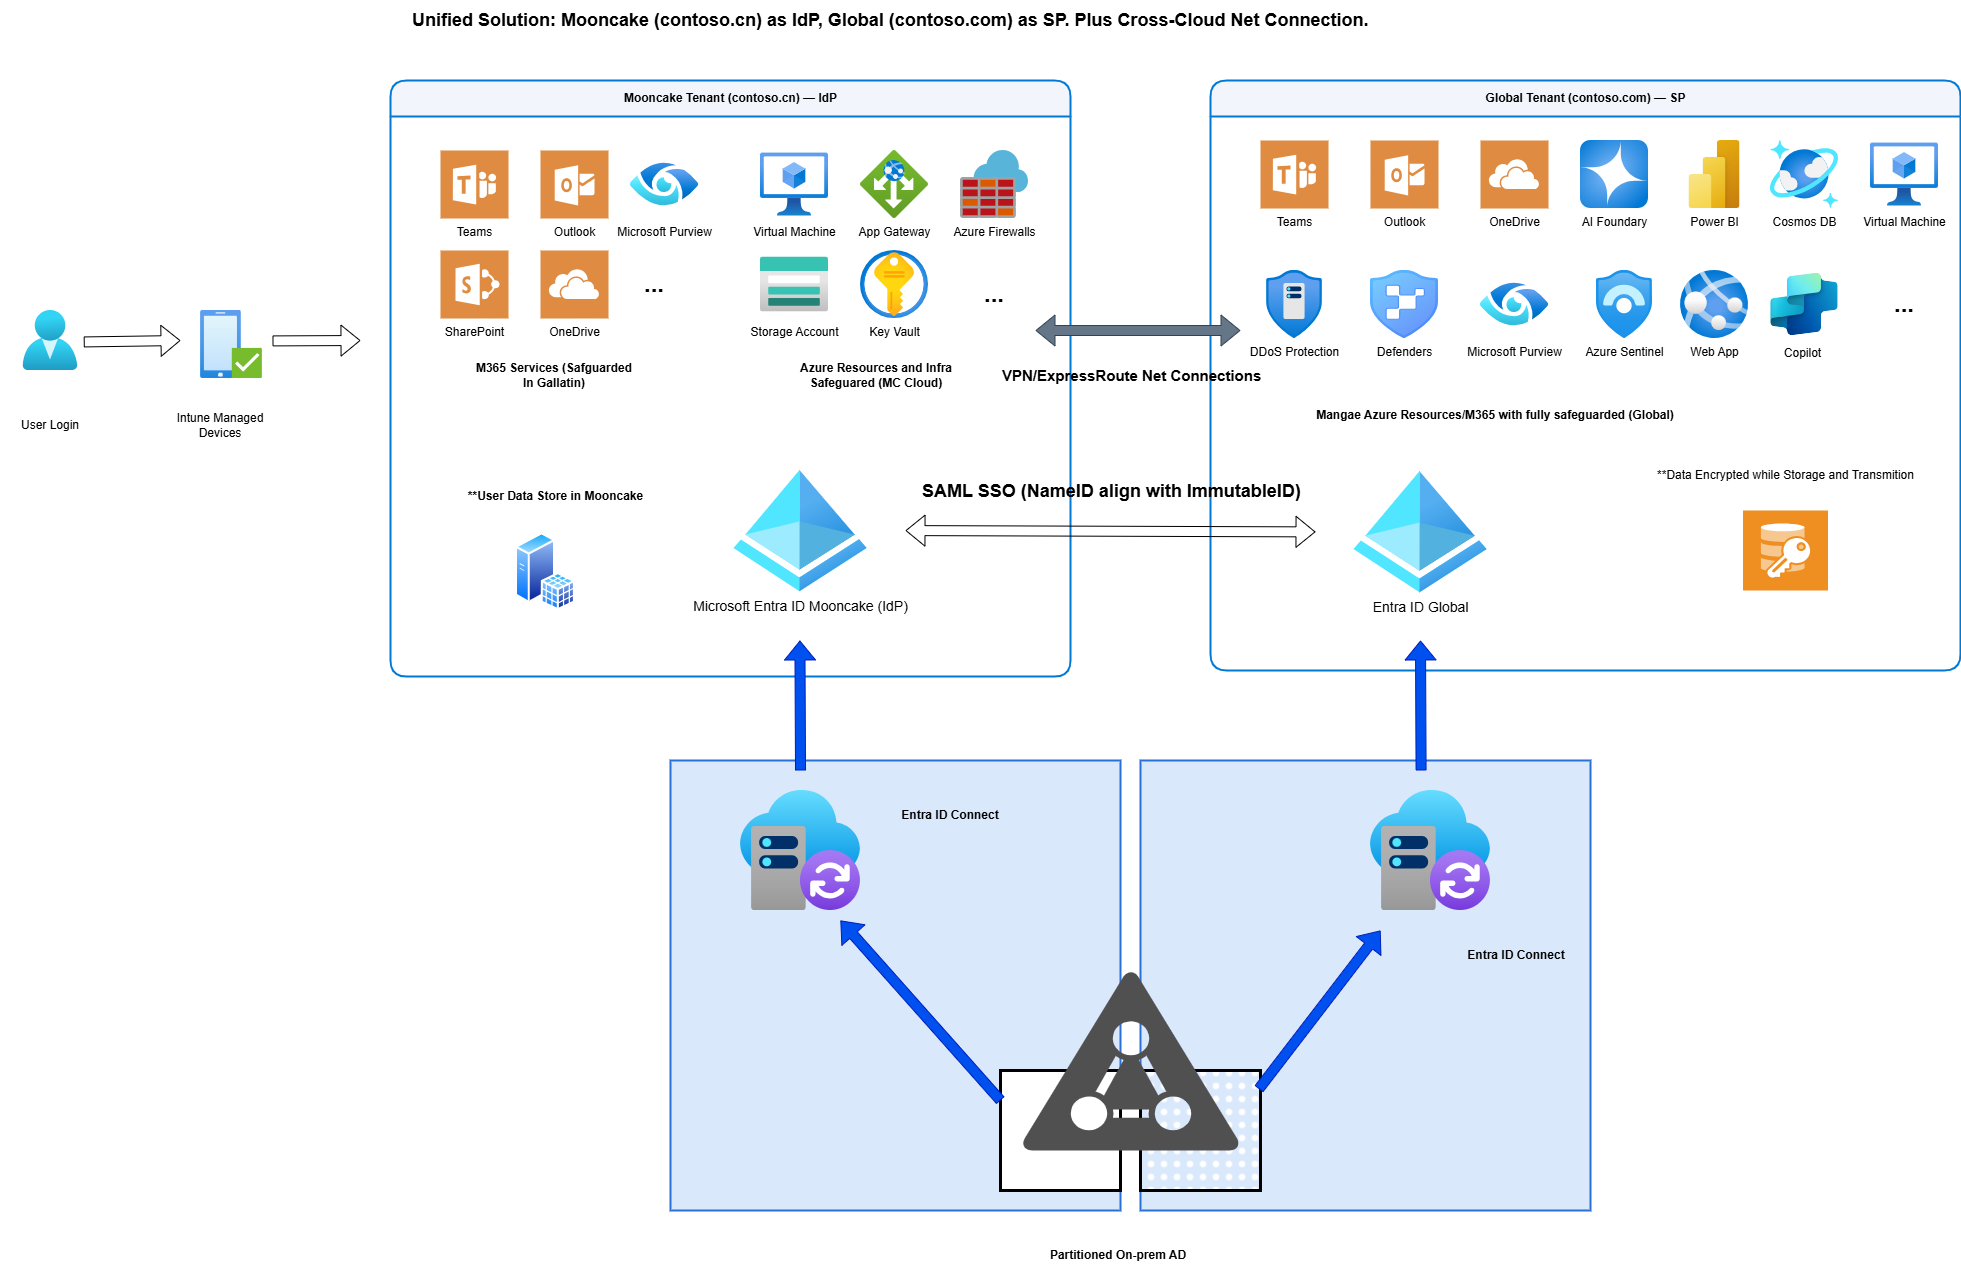 Unified Solution: Mooncake (contoso.cn) as IdP, Global (contoso.com) as SP. Plus Cross-Cloud Net Connection.
Mooncake Tenant (contoso.cn) — IdP
Global Tenant (contoso.com) — SP
Teams
Outlook
Microsoft Purview
Virtual Machine
App Gateway
Azure Firewalls
SharePoint
OneDrive
...
Storage Account
Key Vault
...
M365 Services (Safguarded
In Gallatin)
Azure Resources and Infra
Safeguarded (MC Cloud)
Teams
Outlook
OneDrive
AI Foundary
Power BI
Cosmos DB
Virtual Machine
DDoS Protection
Defenders
Microsoft Purview
Azure Sentinel
Web App
Copilot
...
Mangae Azure Resources/M365 with fully safeguarded (Global)
VPN/ExpressRoute Net Connections
User Login
Intune Managed
Devices
**User Data Store in Mooncake
SAML SSO (NameID align with ImmutableID)
**Data Encrypted while Storage and Transmition
Microsoft Entra ID Mooncake (IdP)
Entra ID Global
Entra ID Connect
Entra ID Connect
Partitioned On-prem AD